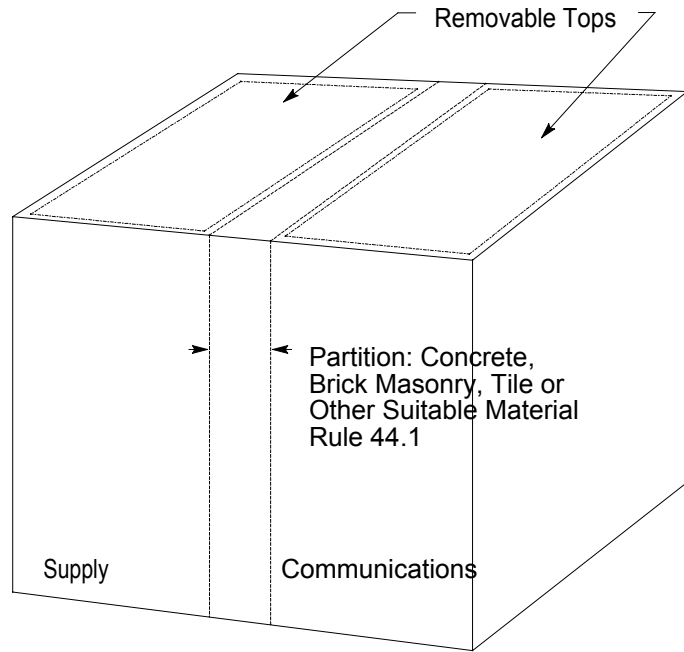 Removable Tops
Partition: Concrete,
Brick Masonry, Tile or
Other Suitable Material
Rule 44.1
Supply
Communications